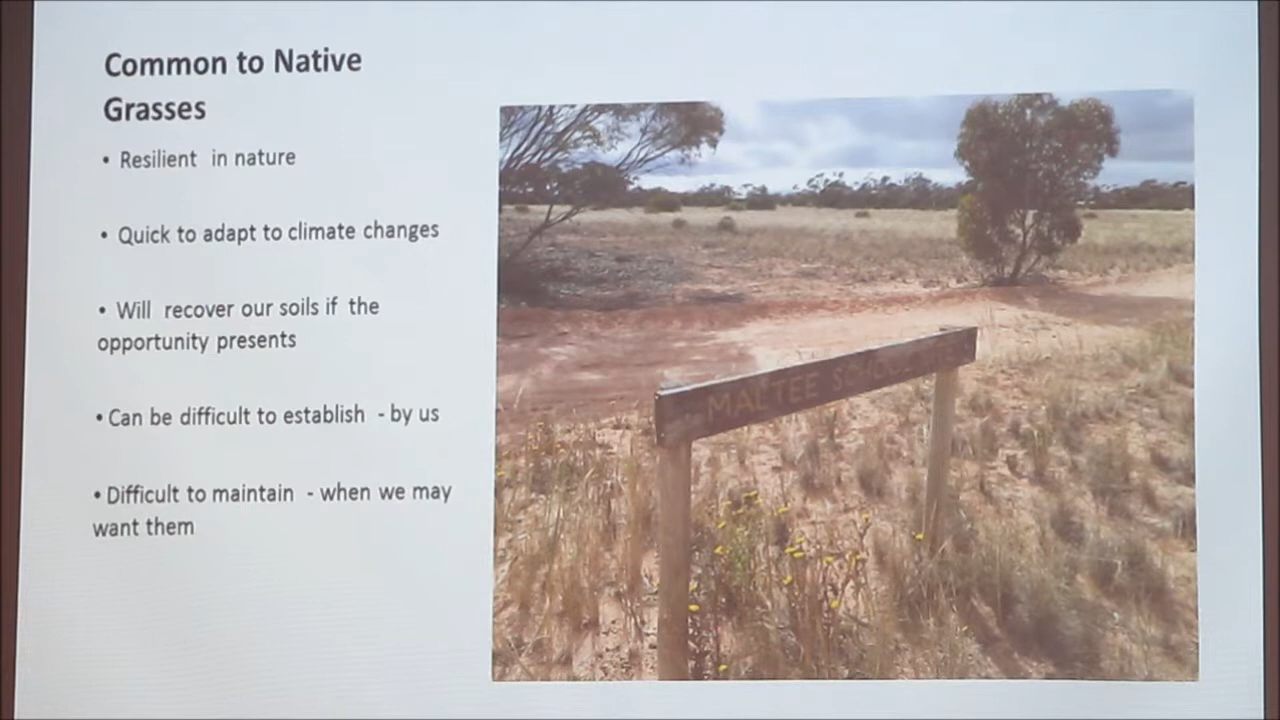 Common to Native
Grasses
• Resilient in nature
• Quick to adapt to climate changes
• Will recover our soils if the
opportunity presents
• Can be difficult to establish - by us
• Difficult to maintain - when we may
want them
MALTEE SCHOOL